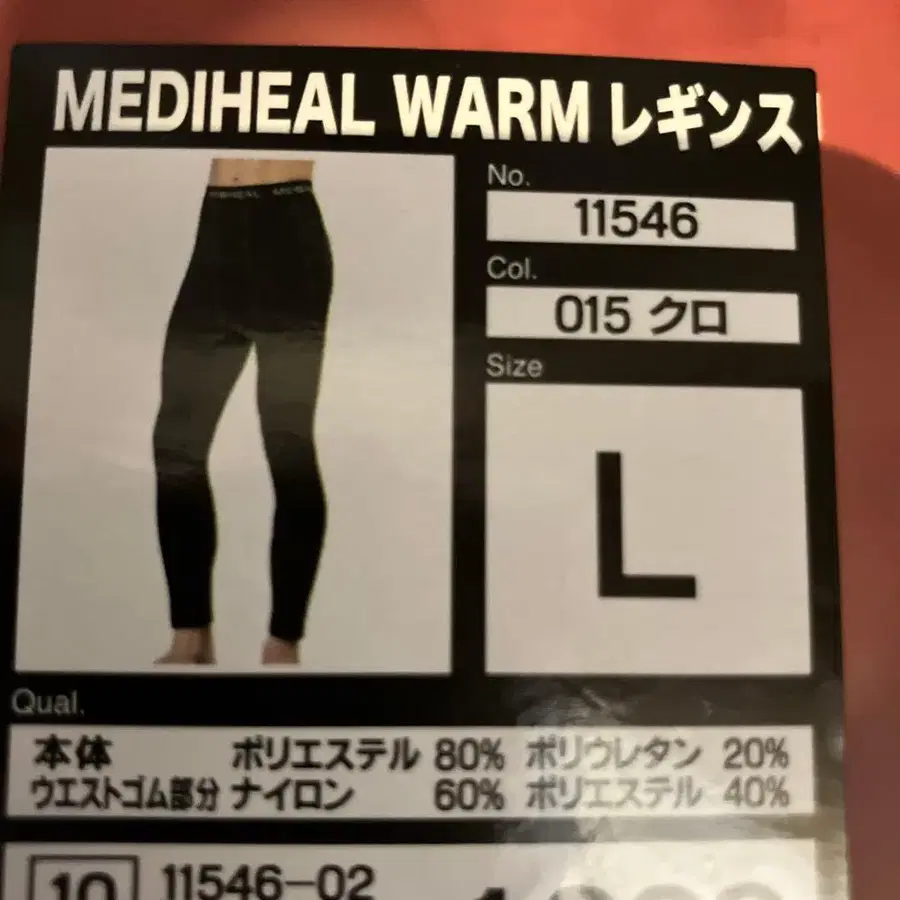 MEDIHEAL WARM レギンス
No.
11546
Col.
015 クロ
Size
L
Qual.
本体 ポリエステル 80% ポリウレタン 20%
ウエストゴム部分 ナイロン 60% ポリエステル 40%
10 11546-02